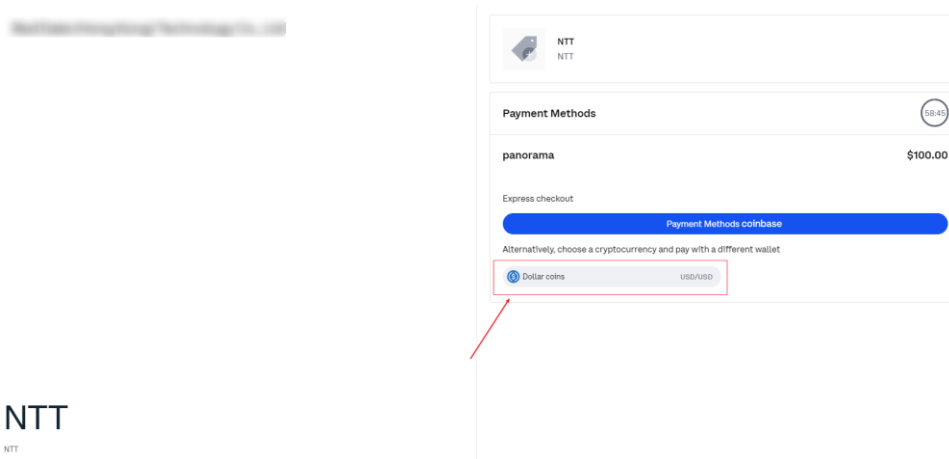 NTT
NTT
NTT
NTT
Payment Methods
58:45
panorama
$100.00
Express checkout
Payment Methods coinbase
Alternatively, choose a cryptocurrency and pay with a different wallet
Dollar coins
USD/USD